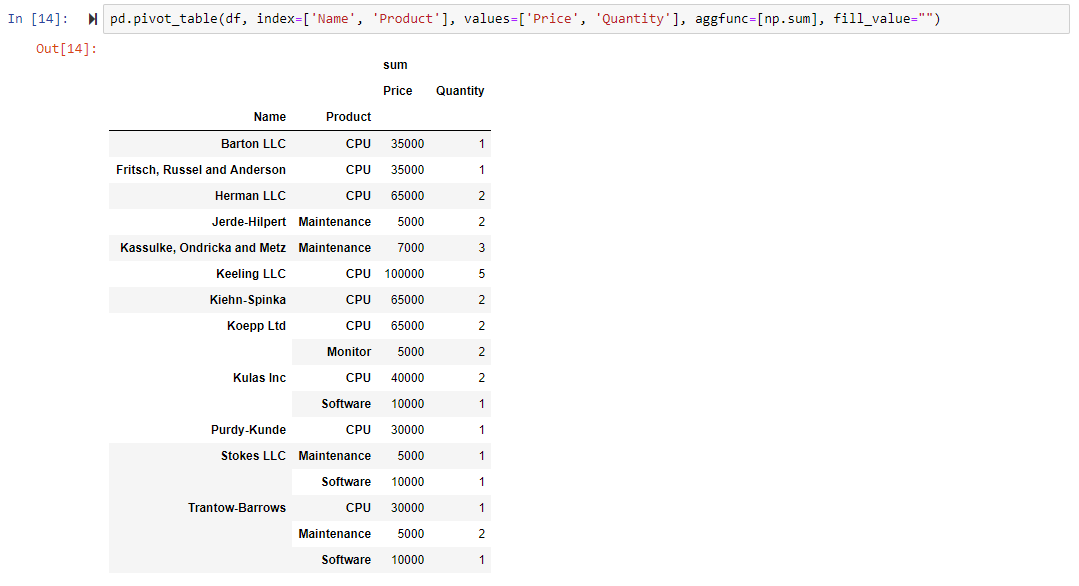 In [14]: pd.pivot_table(df, index=['Name', 'Product'], values=['Price', 'Quantity'], aggfunc=[np.sum], fill_value="")
Out[14]:
sum
Price Quantity
Name Product
Barton LLC CPU 35000 1
Fritsch, Russel and Anderson CPU 35000 1
Herman LLC CPU 65000 2
Jerde-Hilpert Maintenance 5000 2
Kassulke, Ondricka and Metz Maintenance 7000 3
Keeling LLC CPU 100000 5
Kiehn-Spinka CPU 65000 2
Koepp Ltd CPU 65000 2
Monitor 5000 2
Kulas Inc CPU 40000 2
Software 10000 1
Purdy-Kunde CPU 30000 1
Stokes LLC Maintenance 5000 1
Software 10000 1
Trantow-Barrows CPU 30000 1
Maintenance 5000 2
Software 10000 1